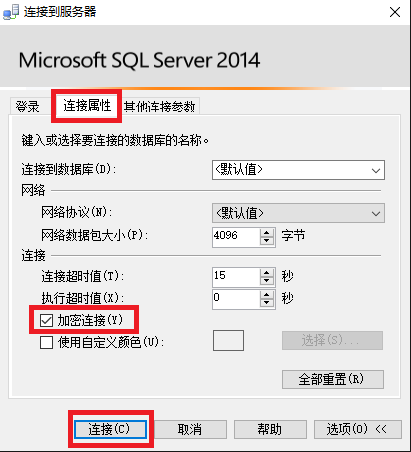 连接到服务器
Microsoft SQL Server 2014
登录 连接属性 其他连接参数
键入或选择要连接的数据库的名称。
连接到数据库(D): <默认值>
网络
网络协议(N): <默认值>
网络数据包大小(P): 4096 字节
连接
连接超时值(T): 15 秒
执行超时值(X): 0 秒
加密连接(Y)
使用自定义颜色(U): 选择(S)...
全部重置(R)
连接(C) 取消 帮助 选项(O) <<